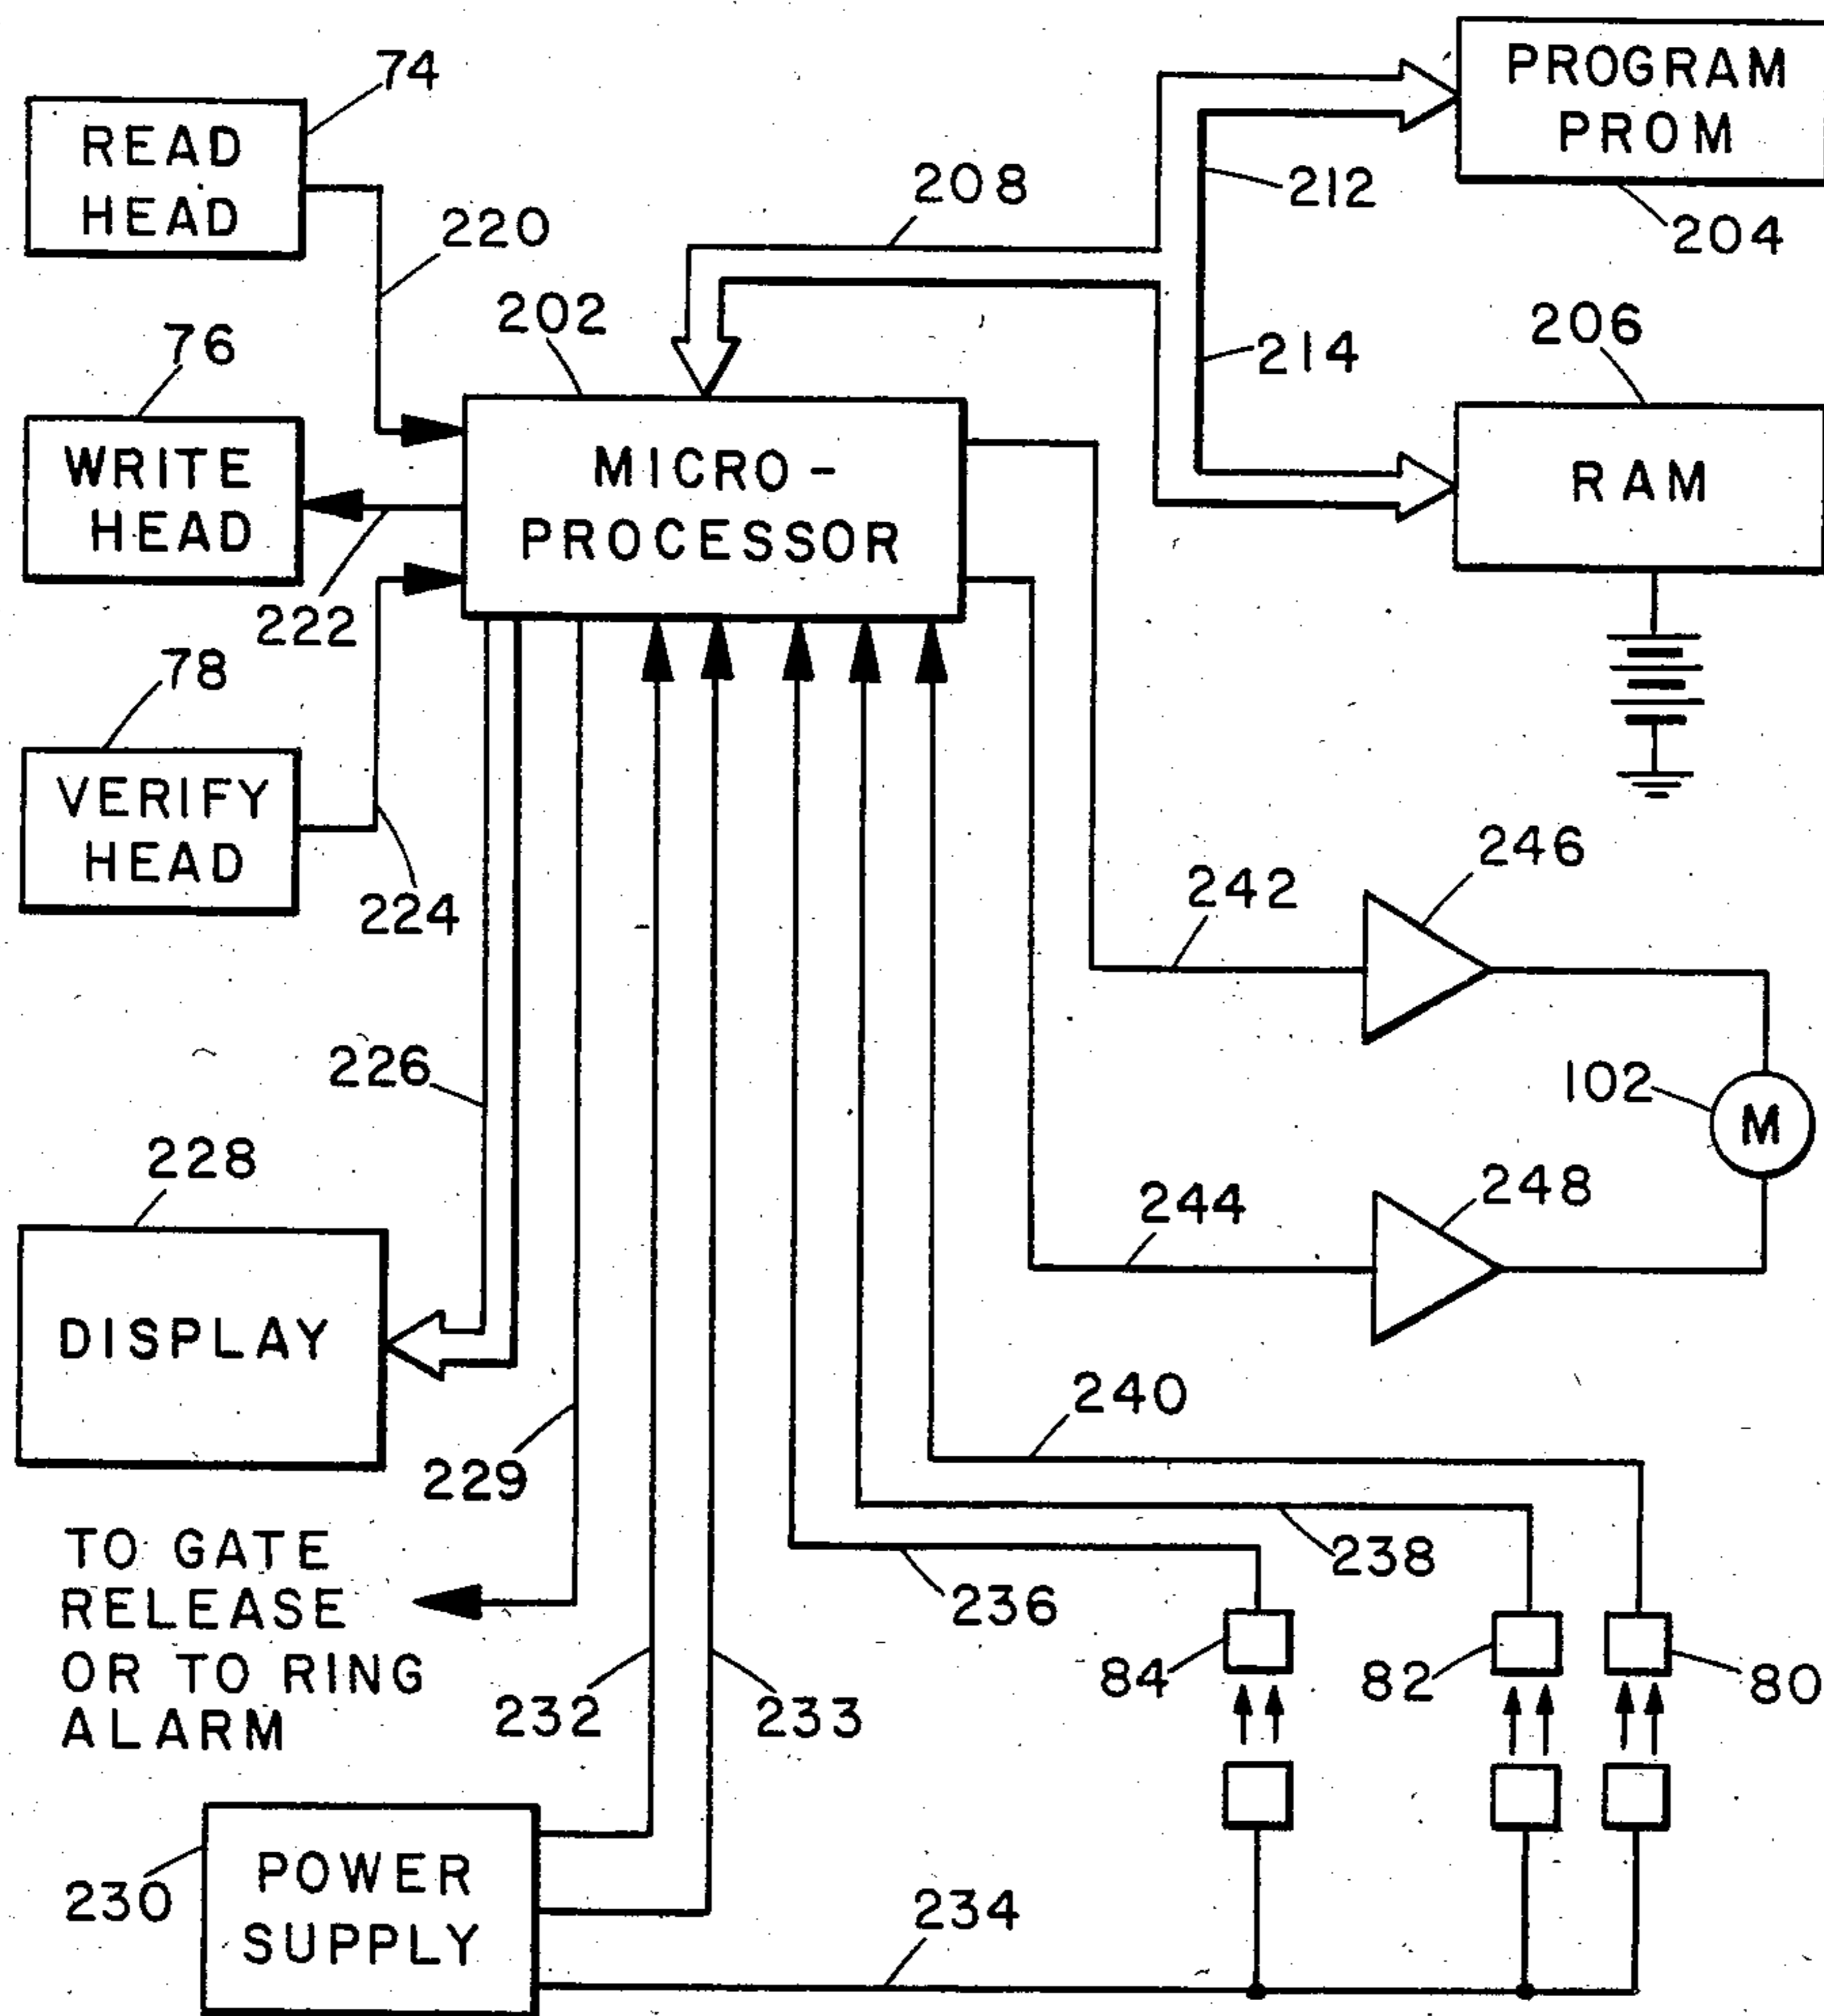 74
READ
HEAD
220
208
PROGRAM
PROM
212
204
76
WRITE
HEAD
222
202
MICRO-
PROCESSOR
214
206
RAM
78
VERIFY
HEAD
224
246
242
102
M
226
228
DISPLAY
248
244
240
229
238
236
TO GATE
RELEASE
OR TO RING
ALARM
232
233
84
82
80
230
POWER
SUPPLY
234